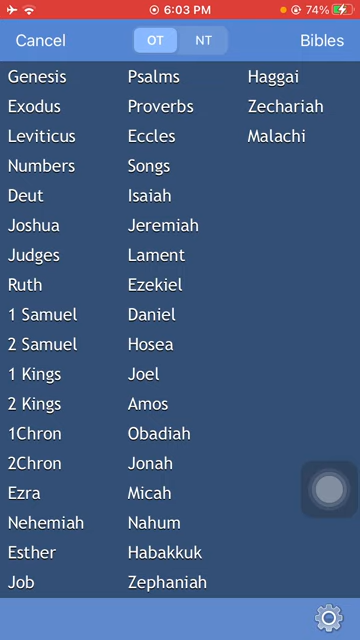 6:03 PM
74%
Cancel
OT
NT
Bibles
Genesis
Exodus
Leviticus
Numbers
Deut
Joshua
Judges
Ruth
1 Samuel
2 Samuel
1 Kings
2 Kings
1Chron
2Chron
Ezra
Nehemiah
Esther
Job
Psalms
Proverbs
Eccles
Songs
Isaiah
Jeremiah
Lament
Ezekiel
Daniel
Hosea
Joel
Amos
Obadiah
Jonah
Micah
Nahum
Habakkuk
Zephaniah
Haggai
Zechariah
Malachi